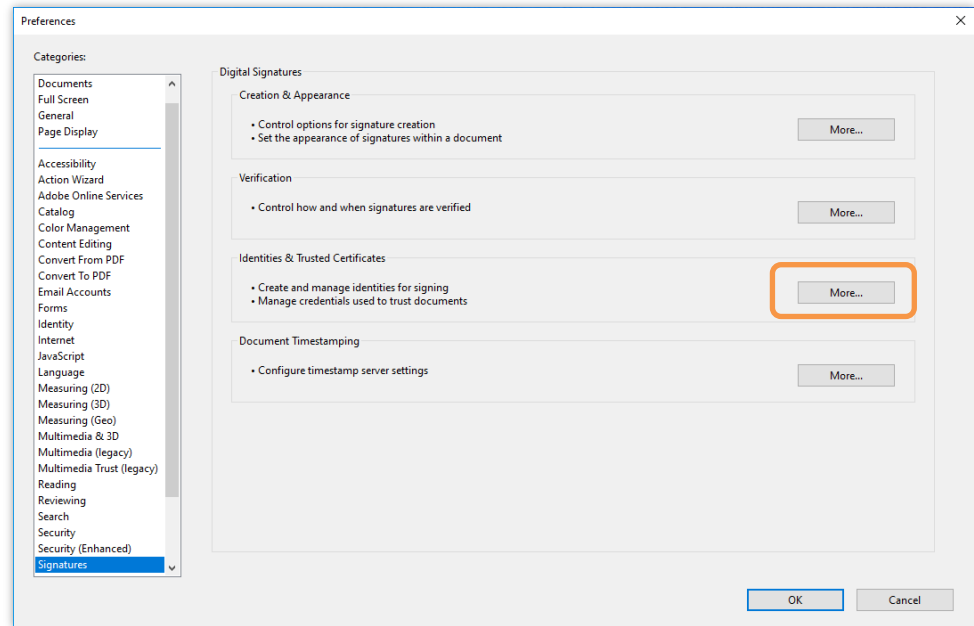 Preferences
Categories:
Documents
Full Screen
General
Page Display
Accessibility
Action Wizard
Adobe Online Services
Catalog
Color Management
Content Editing
Convert From PDF
Convert To PDF
Email Accounts
Forms
Identity
Internet
JavaScript
Language
Measuring (2D)
Measuring (3D)
Measuring (Geo)
Multimedia & 3D
Multimedia (legacy)
Multimedia Trust (legacy)
Reading
Reviewing
Search
Security
Security (Enhanced)
Signatures
Digital Signatures
Creation & Appearance
• Control options for signature creation
• Set the appearance of signatures within a document
More...
Verification
• Control how and when signatures are verified
More...
Identities & Trusted Certificates
• Create and manage identities for signing
• Manage credentials used to trust documents
More...
Document Timestamping
• Configure timestamp server settings
More...
OK
Cancel